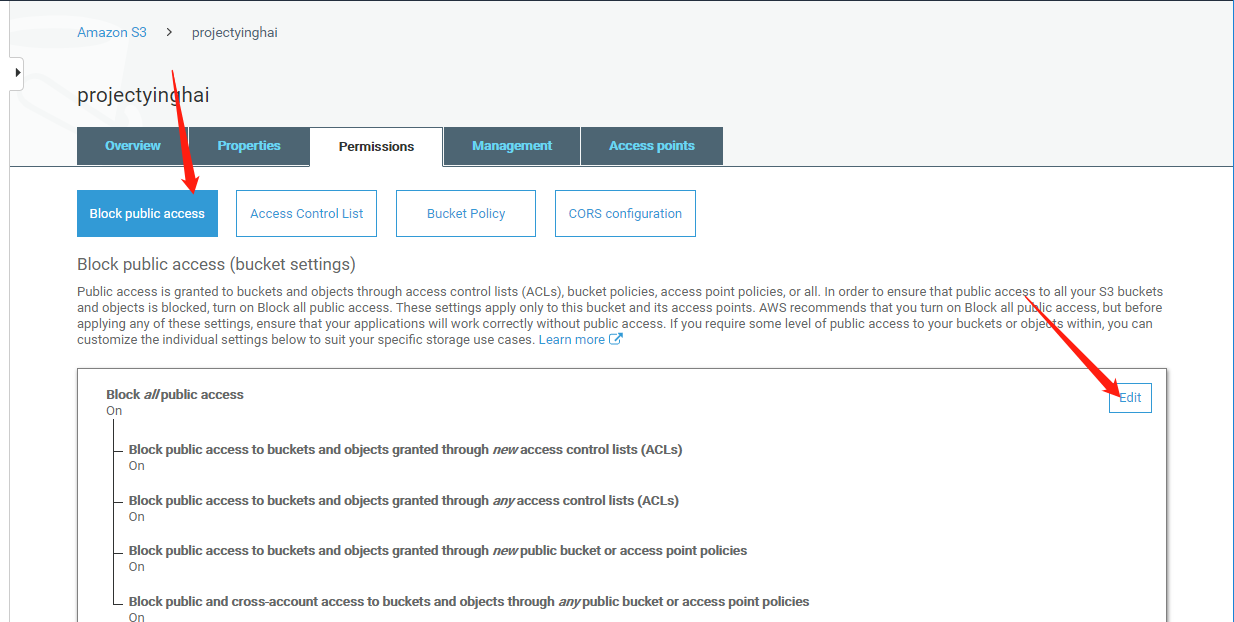 Amazon S3 > projectyinghai
projectyinghai
Overview Properties Permissions Management Access points
Block public access Access Control List Bucket Policy CORS configuration
Block public access (bucket settings)
Public access is granted to buckets and objects through access control lists (ACLs), bucket policies, access point policies, or all. In order to ensure that public access to all your S3 buckets
and objects is blocked, turn on Block all public access. These settings apply only to this bucket and its access points. AWS recommends that you turn on Block all public access, but before
applying any of these settings, ensure that your applications will work correctly without public access. If you require some level of public access to your buckets or objects within, you can
customize the individual settings below to suit your specific storage use cases. Learn more
Block all public access
On
Edit
Block public access to buckets and objects granted through new access control lists (ACLs)
On
Block public access to buckets and objects granted through any access control lists (ACLs)
On
Block public access to buckets and objects granted through new public bucket or access point policies
On
Block public and cross-account access to buckets and objects through any public bucket or access point policies
On